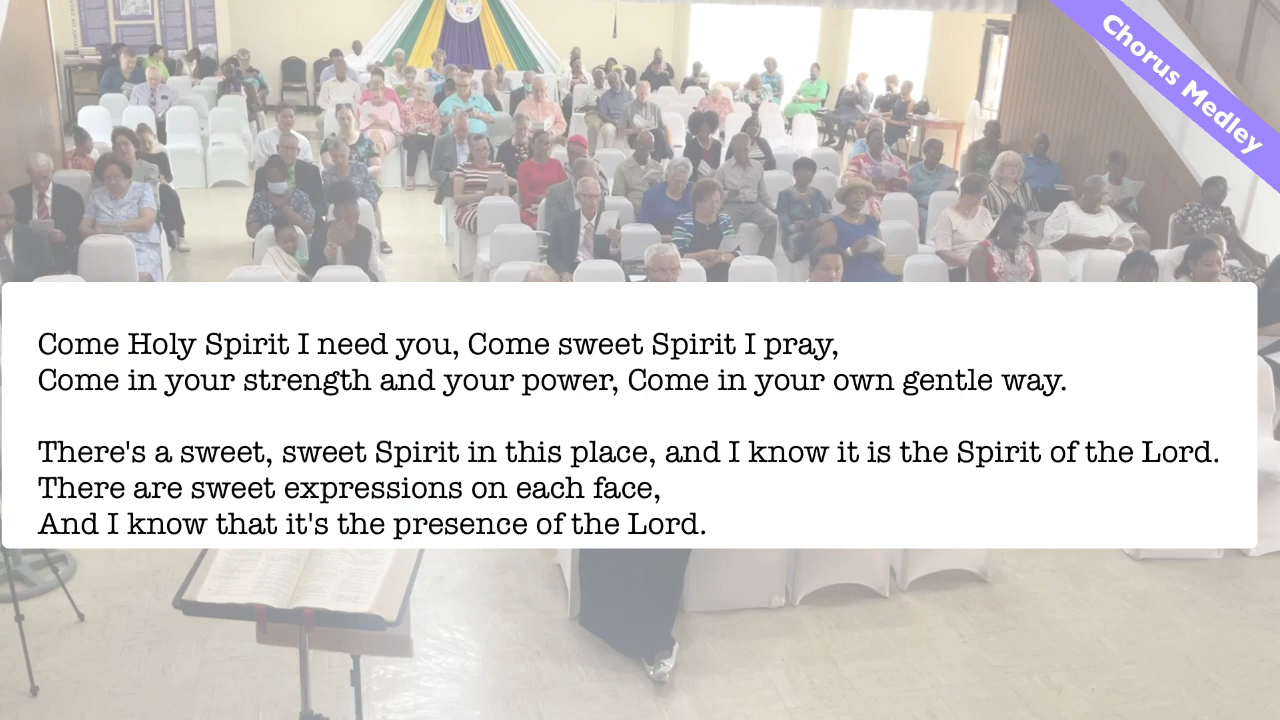 Chorus Medley
Come Holy Spirit I need you, Come sweet Spirit I pray,
Come in your strength and your power, Come in your own gentle way.
There's a sweet, sweet Spirit in this place, and I know it is the Spirit of the Lord.
There are sweet expressions on each face,
And I know that it's the presence of the Lord.